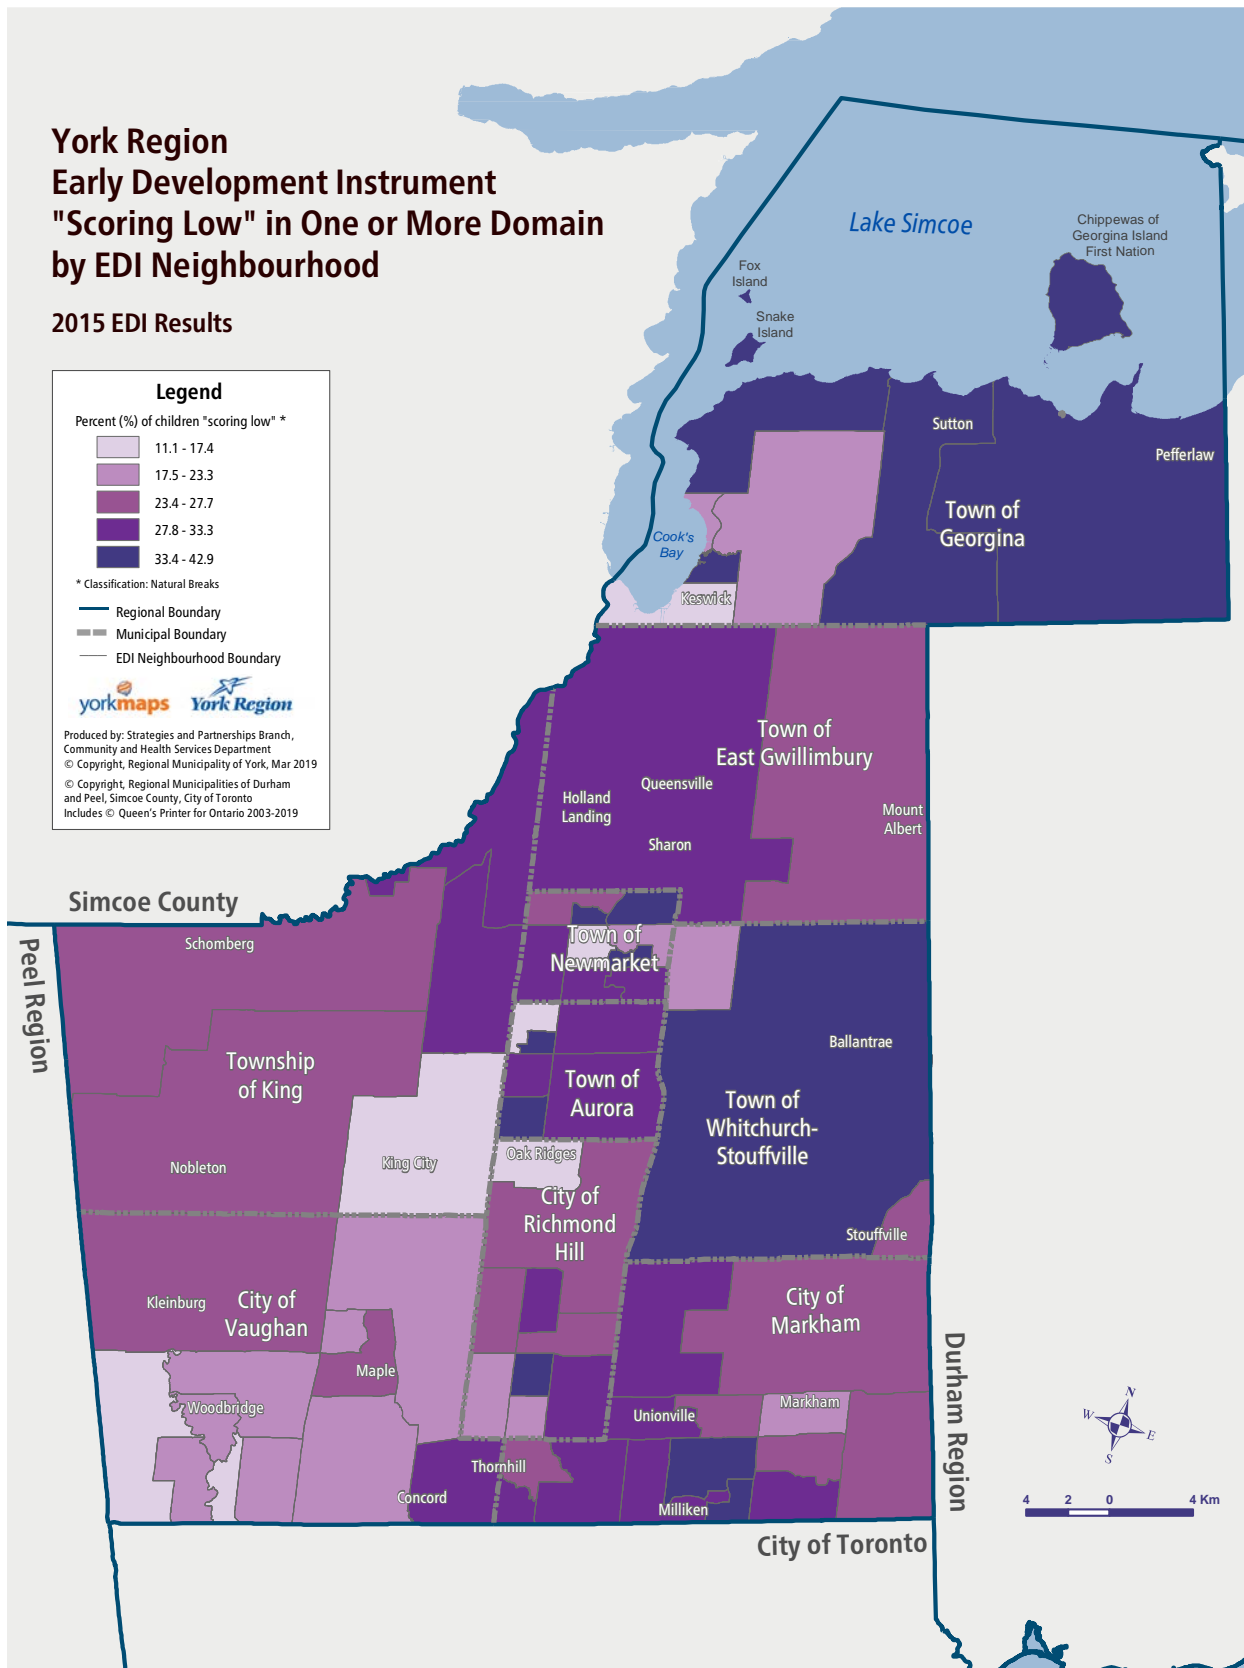 York Region
Early Development Instrument
"Scoring Low" in One or More Domain
by EDI Neighbourhood
2015 EDI Results
Legend
Percent (%) of children "scoring low" *
11.1 - 17.4
17.5 - 23.3
23.4 - 27.7
27.8 - 33.3
33.4 - 42.9
* Classification: Natural Breaks
Regional Boundary
Municipal Boundary
EDI Neighbourhood Boundary
yorkmaps
York Region
Produced by: Strategies and Partnerships Branch,
Community and Health Services Department
© Copyright, Regional Municipality of York, Mar 2019
© Copyright, Regional Municipalities of Durham
and Peel, Simcoe County, City of Toronto
Includes © Queen's Printer for Ontario 2003-2019
Lake Simcoe
Chippewas of
Georgina Island
First Nation
Fox
Island
Snake
Island
Sutton
Pefferlaw
Town of
Georgina
Cook's
Bay
Keswick
Town of
East Gwillimbury
Queensville
Holland
Landing
Sharon
Mount
Albert
Simcoe County
Peel Region
Schomberg
Town of
Newmarket
Township
of King
Ballantrae
Town of
Aurora
Town of
Whitchurch-
Stouffville
Nobleton
King City
Oak Ridges
City of
Richmond
Hill
Stouffville
Kleinburg
City of
Vaughan
City of
Markham
Maple
Woodbridge
Unionville
Markham
Durham Region
Thornhill
Concord
Milliken
N
W
E
S
4 2 0 4 Km
City of Toronto